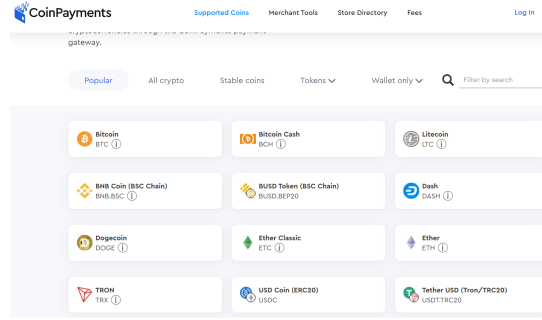 CoinPayments
Supported Coins Merchant Tools Store Directory Fees Log In
gateway.
Popular All crypto Stable coins Tokens Wallet only Filter by search
Bitcoin Bitcoin Cash Litecoin
BTC BCH LTC
BNB Coin (BSC Chain) BUSD Token (BSC Chain) Dash
BNB.BSC BUSD.BEP20 DASH
Dogecoin Ether Classic Ether
DOGE ETC ETH
TRON USD Coin (ERC20) Tether USD (Tron/TRC20)
TRX USDC USDT.TRC20